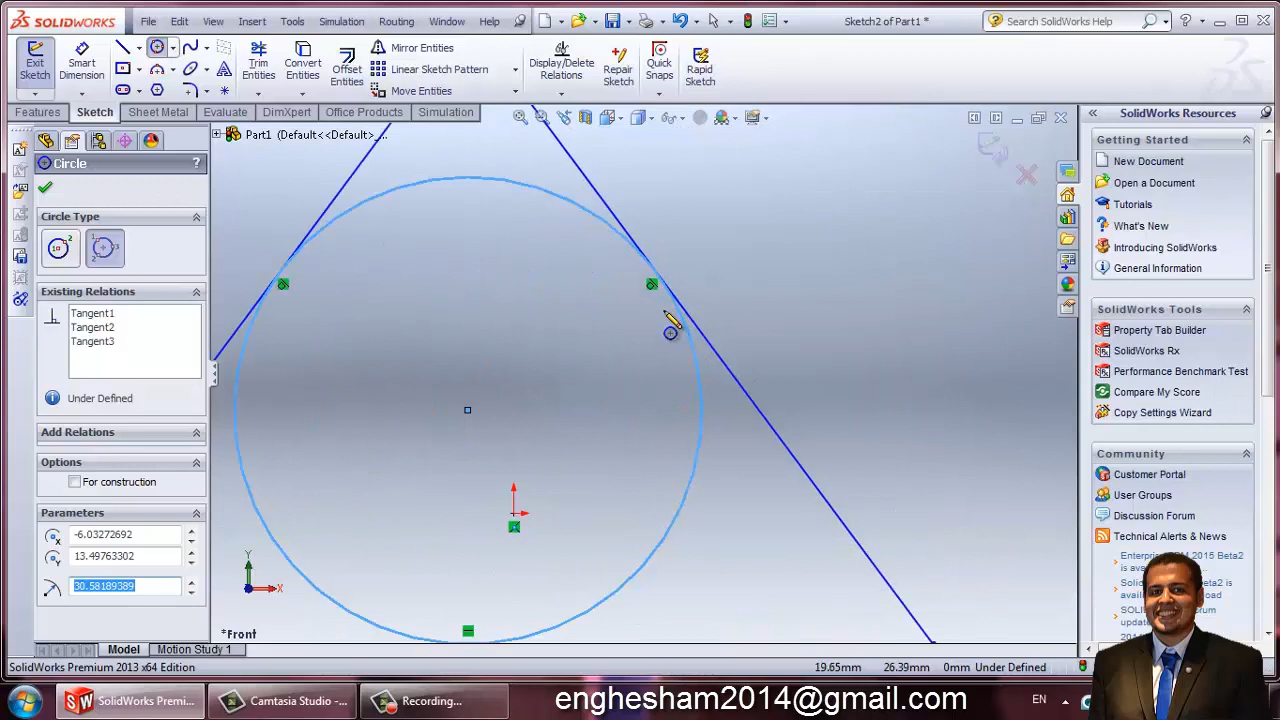 SOLIDWORKS File Edit View Insert Tools Simulation Routing Window Help Sketch2 of Part1 * Search SolidWorks Help
Exit Sketch
Smart Dimension
Trim Entities
Convert Entities
Offset Entities
Mirror Entities
Linear Sketch Pattern
Move Entities
Display/Delete Relations
Repair Sketch
Quick Snaps
Rapid Sketch
Features Sketch Sheet Metal Evaluate DimXpert Office Products Simulation
Part1 (Default<<Default>_...
Circle ?
Circle Type
Existing Relations
Tangent1
Tangent2
Tangent3
Under Defined
Add Relations
Options
For construction
Parameters
-6.03272692
13.49763302
30.58189389
Y
X
*Front
SolidWorks Resources
Getting Started
New Document
Open a Document
Tutorials
What's New
Introducing SolidWorks
General Information
SolidWorks Tools
Property Tab Builder
SolidWorks Rx
Performance Benchmark Test
Compare My Score
Copy Settings Wizard
Community
Customer Portal
User Groups
Discussion Forum
Technical Alerts & News
Model Motion Study 1
SolidWorks Premium 2013 x64 Edition 19.65mm 26.39mm 0mm Under Defined
SolidWorks Premi... Camtasia Studio -... Recording... enghesham2014@gmail.com EN